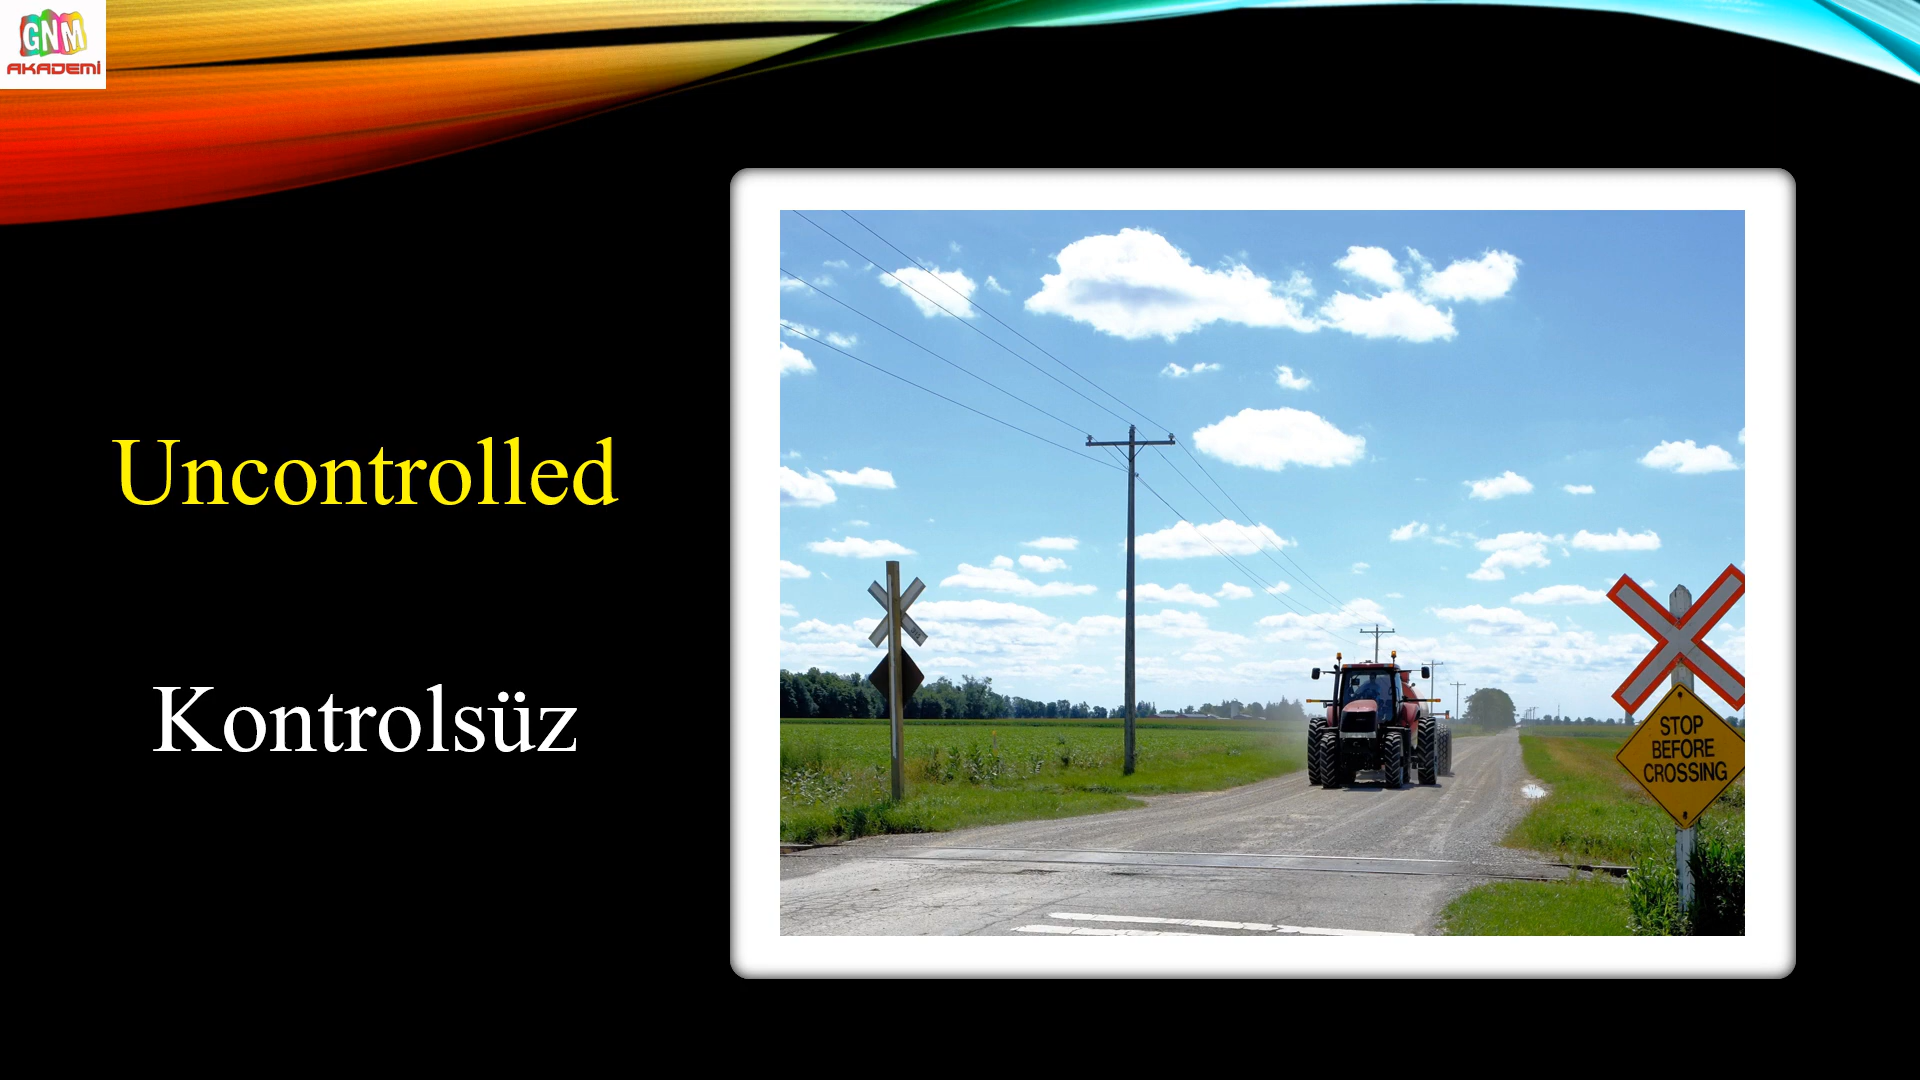 GNM
AKADEMİ
Uncontrolled
Kontrolsüz
STOP
BEFORE
CROSSING